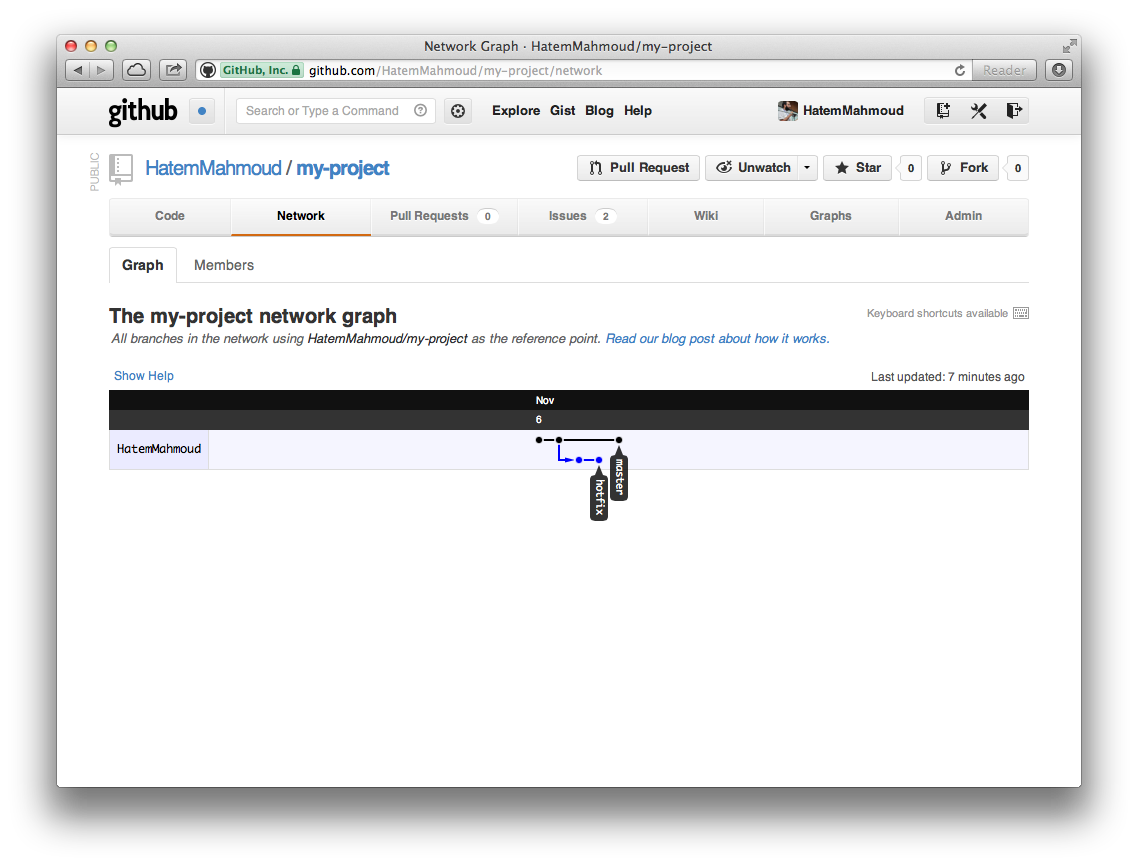 Network Graph · HatemMahmoud/my-project
GitHub, Inc. github.com/HatemMahmoud/my-project/network Reader
github Search or Type a Command Explore Gist Blog Help HatemMahmoud
PUBLIC
HatemMahmoud / my-project Pull Request Unwatch Star 0 Fork 0
Code Network Pull Requests 0 Issues 2 Wiki Graphs Admin
Graph Members
The my-project network graph Keyboard shortcuts available
All branches in the network using HatemMahmoud/my-project as the reference point. Read our blog post about how it works.
Show Help Last updated: 7 minutes ago
Nov
6
HatemMahmoud
master
hotfix